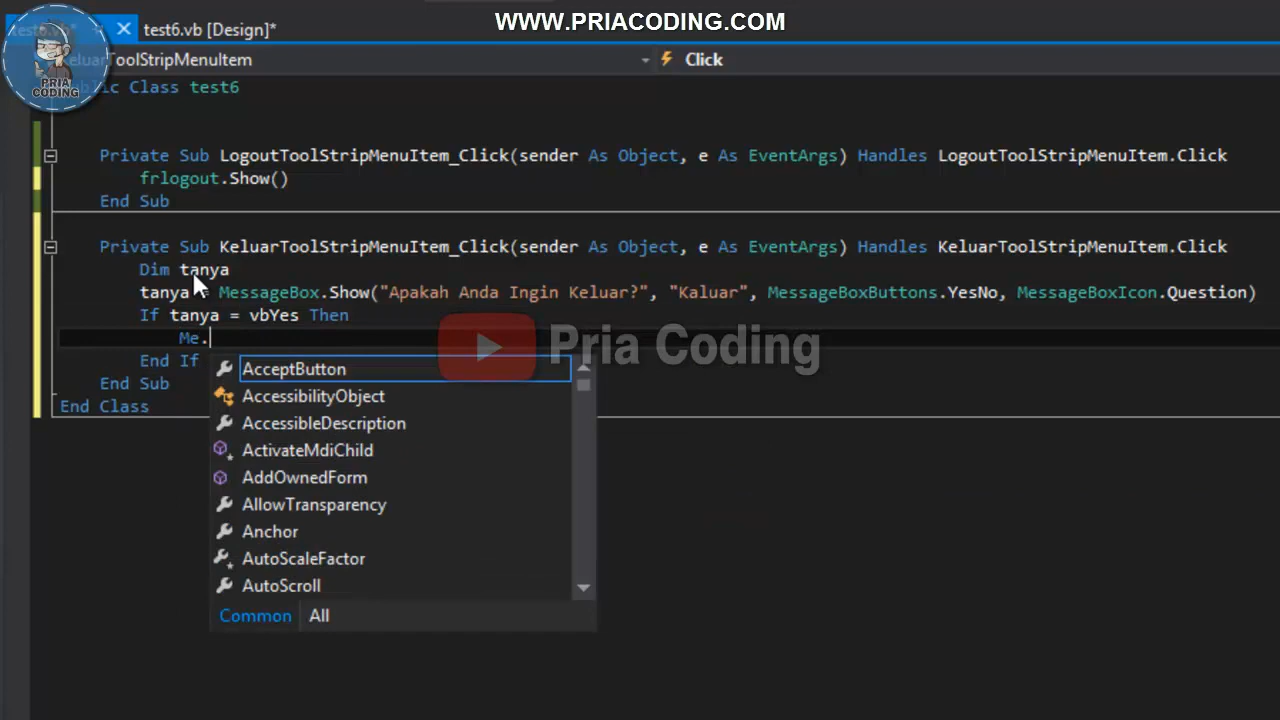 WWW.PRIACODING.COM
test6.vb [Design]*
PRIA
CODING
ToolStripMenuItem
Click
Class test6
Private Sub LogoutToolStripMenuItem_Click(sender As Object, e As EventArgs) Handles LogoutToolStripMenuItem.Click
frlogout.Show()
End Sub
Private Sub KeluarToolStripMenuItem_Click(sender As Object, e As EventArgs) Handles KeluarToolStripMenuItem.Click
Dim tanya
tanya = MessageBox.Show("Apakah Anda Ingin Keluar?", "Kaluar", MessageBoxButtons.YesNo, MessageBoxIcon.Question)
If tanya = vbYes Then
Me.
Pria Coding
End If
End Sub
End Class
AcceptButton
AccessibilityObject
AccessibleDescription
ActivateMdiChild
AddOwnedForm
AllowTransparency
Anchor
AutoScaleFactor
AutoScroll
Common
All